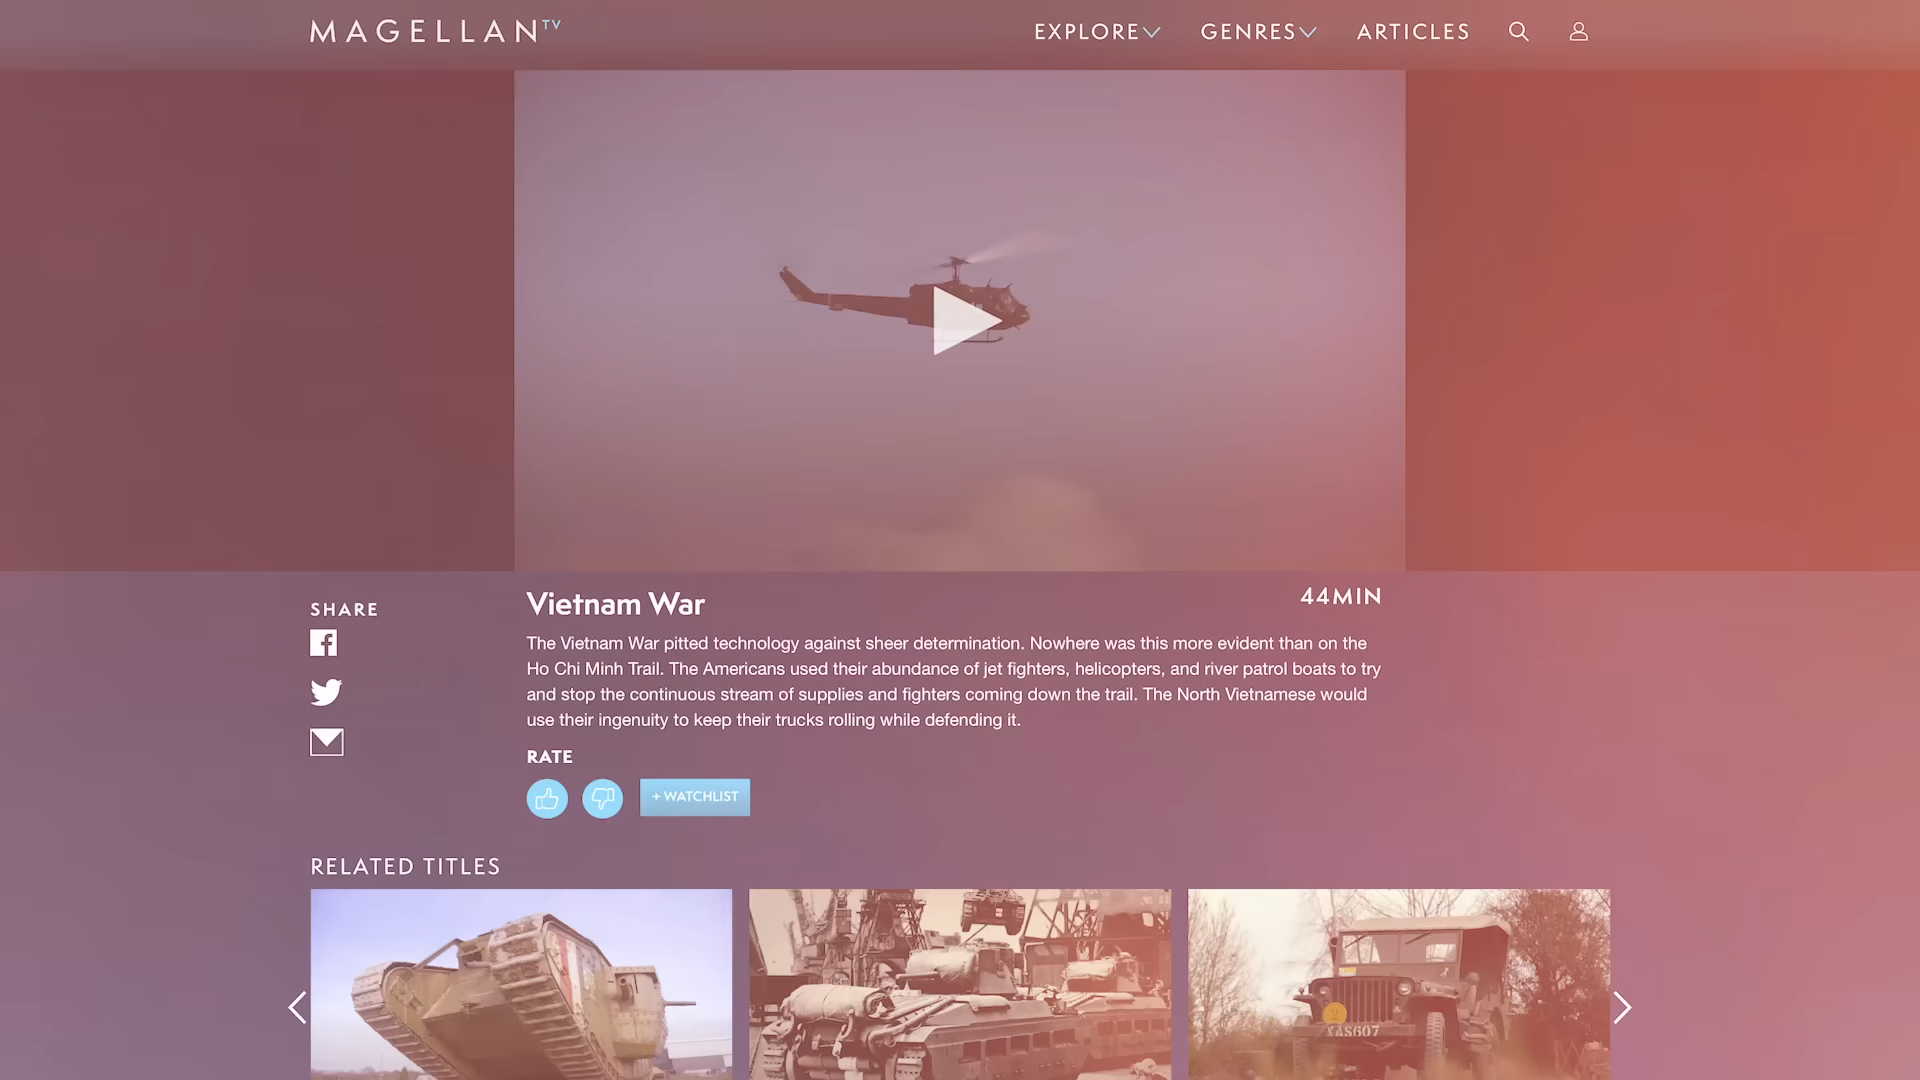 MAGELLANTV
EXPLORE
GENRES
ARTICLES
SHARE
Vietnam War
44MIN
The Vietnam War pitted technology against sheer determination. Nowhere was this more evident than on the
Ho Chi Minh Trail. The Americans used their abundance of jet fighters, helicopters, and river patrol boats to try
and stop the continuous stream of supplies and fighters coming down the trail. The North Vietnamese would
use their ingenuity to keep their trucks rolling while defending it.
RATE
+ WATCHLIST
RELATED TITLES
2
XAS607